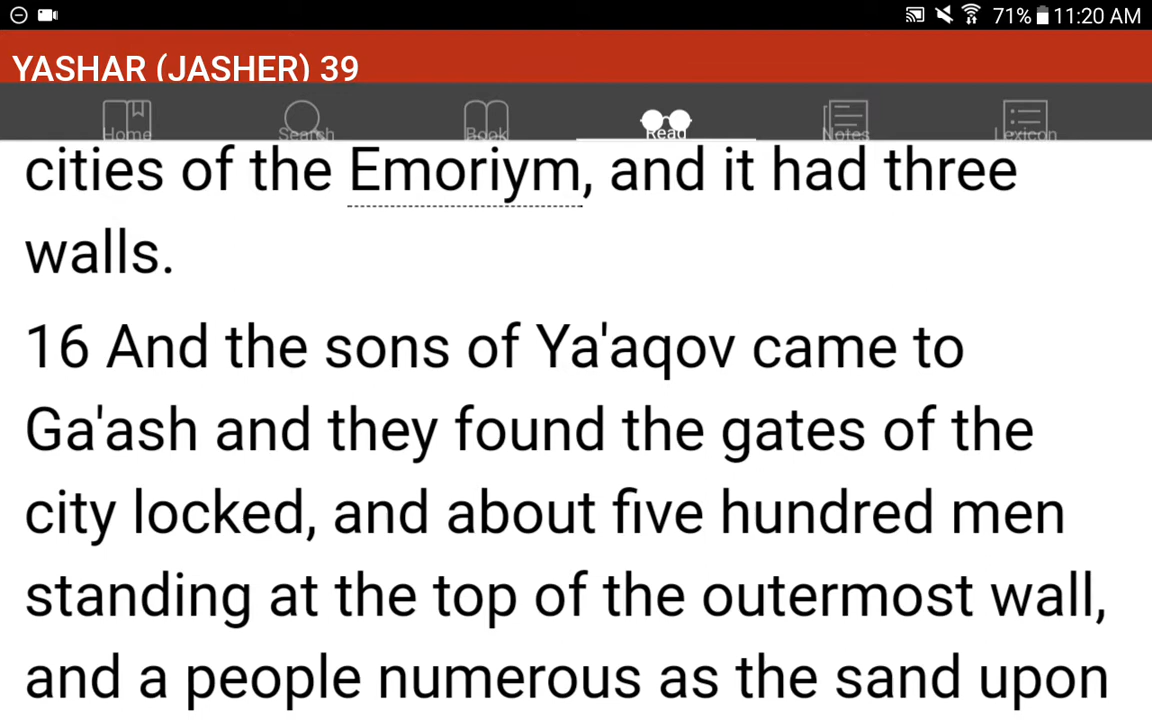 71% 11:20 AM
YASHAR (JASHER) 39
Home Search Book Read Notes Lexicon
cities of the Emoriym, and it had three
walls.
16 And the sons of Ya'aqov came to
Ga'ash and they found the gates of the
city locked, and about five hundred men
standing at the top of the outermost wall,
and a people numerous as the sand upon